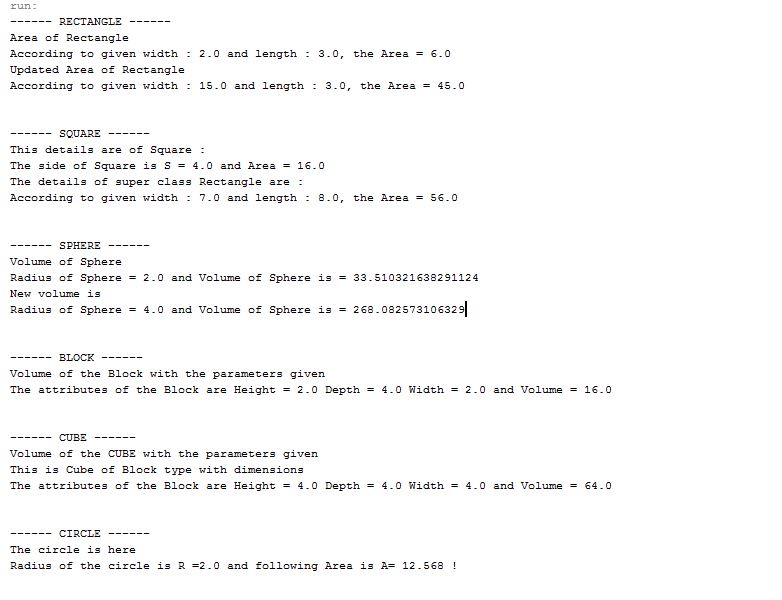 run:
------ RECTANGLE ------
Area of Rectangle
According to given width : 2.0 and length : 3.0, the Area = 6.0
Updated Area of Rectangle
According to given width : 15.0 and length : 3.0, the Area = 45.0
------ SQUARE ------
This details are of Square :
The side of Square is S = 4.0 and Area = 16.0
The details of super class Rectangle are :
According to given width : 7.0 and length : 8.0, the Area = 56.0
------ SPHERE ------
Volume of Sphere
Radius of Sphere = 2.0 and Volume of Sphere is = 33.510321638291124
New volume is
Radius of Sphere = 4.0 and Volume of Sphere is = 268.082573106329
------ BLOCK ------
Volume of the Block with the parameters given
The attributes of the Block are Height = 2.0 Depth = 4.0 Width = 2.0 and Volume = 16.0
------ CUBE ------
Volume of the CUBE with the parameters given
This is Cube of Block type with dimensions
The attributes of the Block are Height = 4.0 Depth = 4.0 Width = 4.0 and Volume = 64.0
------ CIRCLE ------
The circle is here
Radius of the circle is R =2.0 and following Area is A= 12.568 !